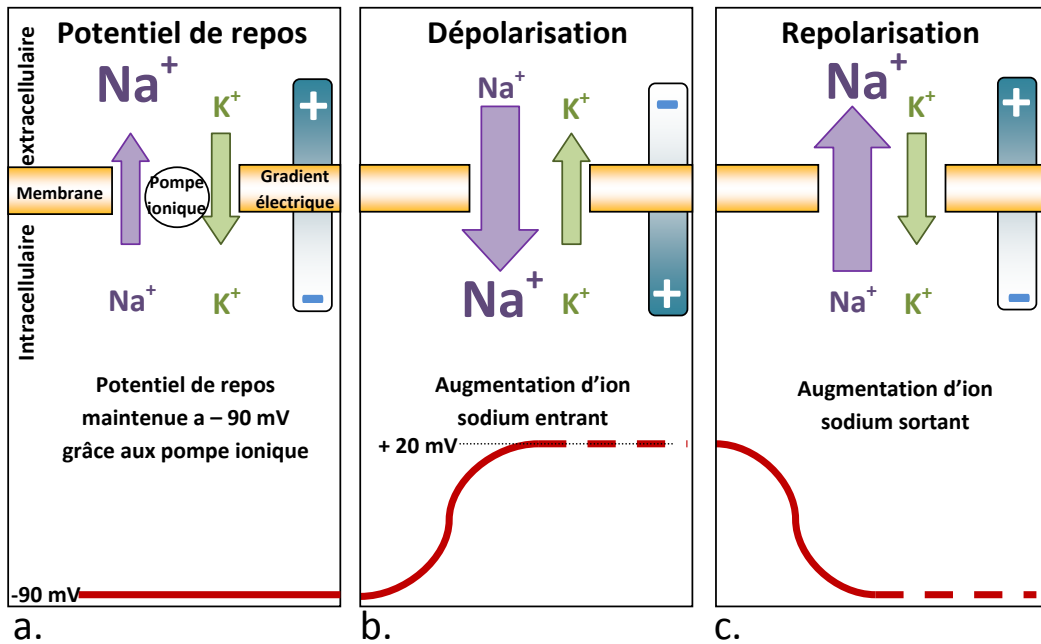 Potentiel de repos
extracellulaire
Intracellulaire
Na+
K+
+
Membrane
Pompe
ionique
Gradient
électrique
Na+
K+
-
Potentiel de repos
maintenue a – 90 mV
grâce aux pompe ionique
-90 mV
a.
Dépolarisation
Na+
K+
-
Na+
K+
+
Augmentation d’ion
sodium entrant
+ 20 mV
b.
Repolarisation
Na+
K+
+
Na+
K+
-
Augmentation d’ion
sodium sortant
c.